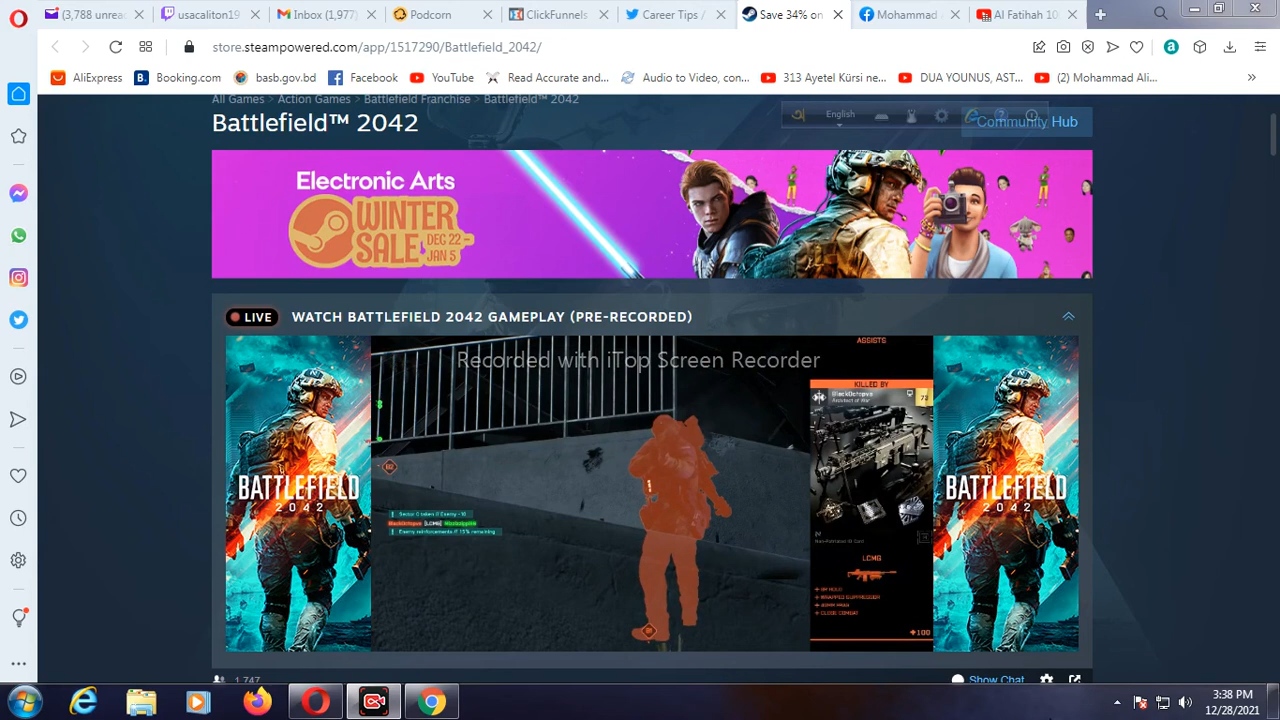 (3,788 unrea
usacaliton19
Inbox (1,977)
Podcorn
ClickFunnels
Career Tips /
Save 34% on
Mohammad
Al Fatihah 10
store.steampowered.com/app/1517290/Battlefield_2042/
AliExpress
Booking.com
basb.gov.bd
Facebook
YouTube
Read Accurate and...
Audio to Video, con...
313 Ayetel Kürsi ne...
DUA YOUNUS, AST...
(2) Mohammad Ali...
All Games > Action Games > Battlefield Franchise > Battlefield™ 2042
Battlefield™ 2042
English
Community Hub
Electronic Arts
WINTER
SALE
DEC 22 –
JAN 5
LIVE
WATCH BATTLEFIELD 2042 GAMEPLAY (PRE-RECORDED)
Recorded with iTop Screen Recorder
ASSISTS
KILLED BY
BlackOctopvs
BATTLEFIELD
2042
BATTLEFIELD
2042
LCMG
CLOSE COMBAT
100
1,747
Show Chat
3:38 PM
12/28/2021